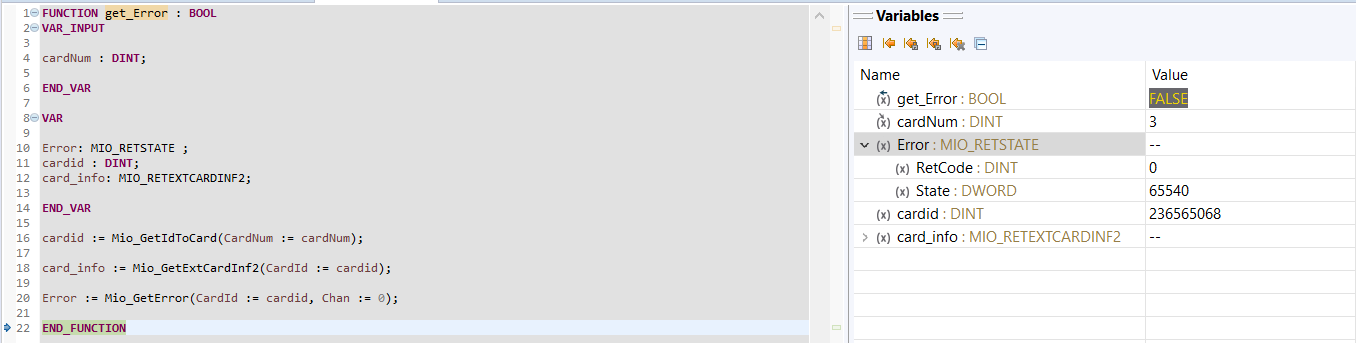 1 FUNCTION get_Error : BOOL
2 VAR_INPUT
3
4 cardNum : DINT;
5
6 END_VAR
7
8 VAR
9
10 Error: MIO_RETSTATE ;
11 cardid : DINT;
12 card_info: MIO_RETEXTCARDINF2;
13
14 END_VAR
15
16 cardid := Mio_GetIdToCard(CardNum := cardNum);
17
18 card_info := Mio_GetExtCardInf2(CardId := cardid);
19
20 Error := Mio_GetError(CardId := cardid, Chan := 0);
21
22 END_FUNCTION
Variables
Name Value
(x) get_Error : BOOL FALSE
(x) cardNum : DINT 3
(x) Error : MIO_RETSTATE --
(x) RetCode : DINT 0
(x) State : DWORD 65540
(x) cardid : DINT 236565068
(x) card_info : MIO_RETEXTCARDINF2 --